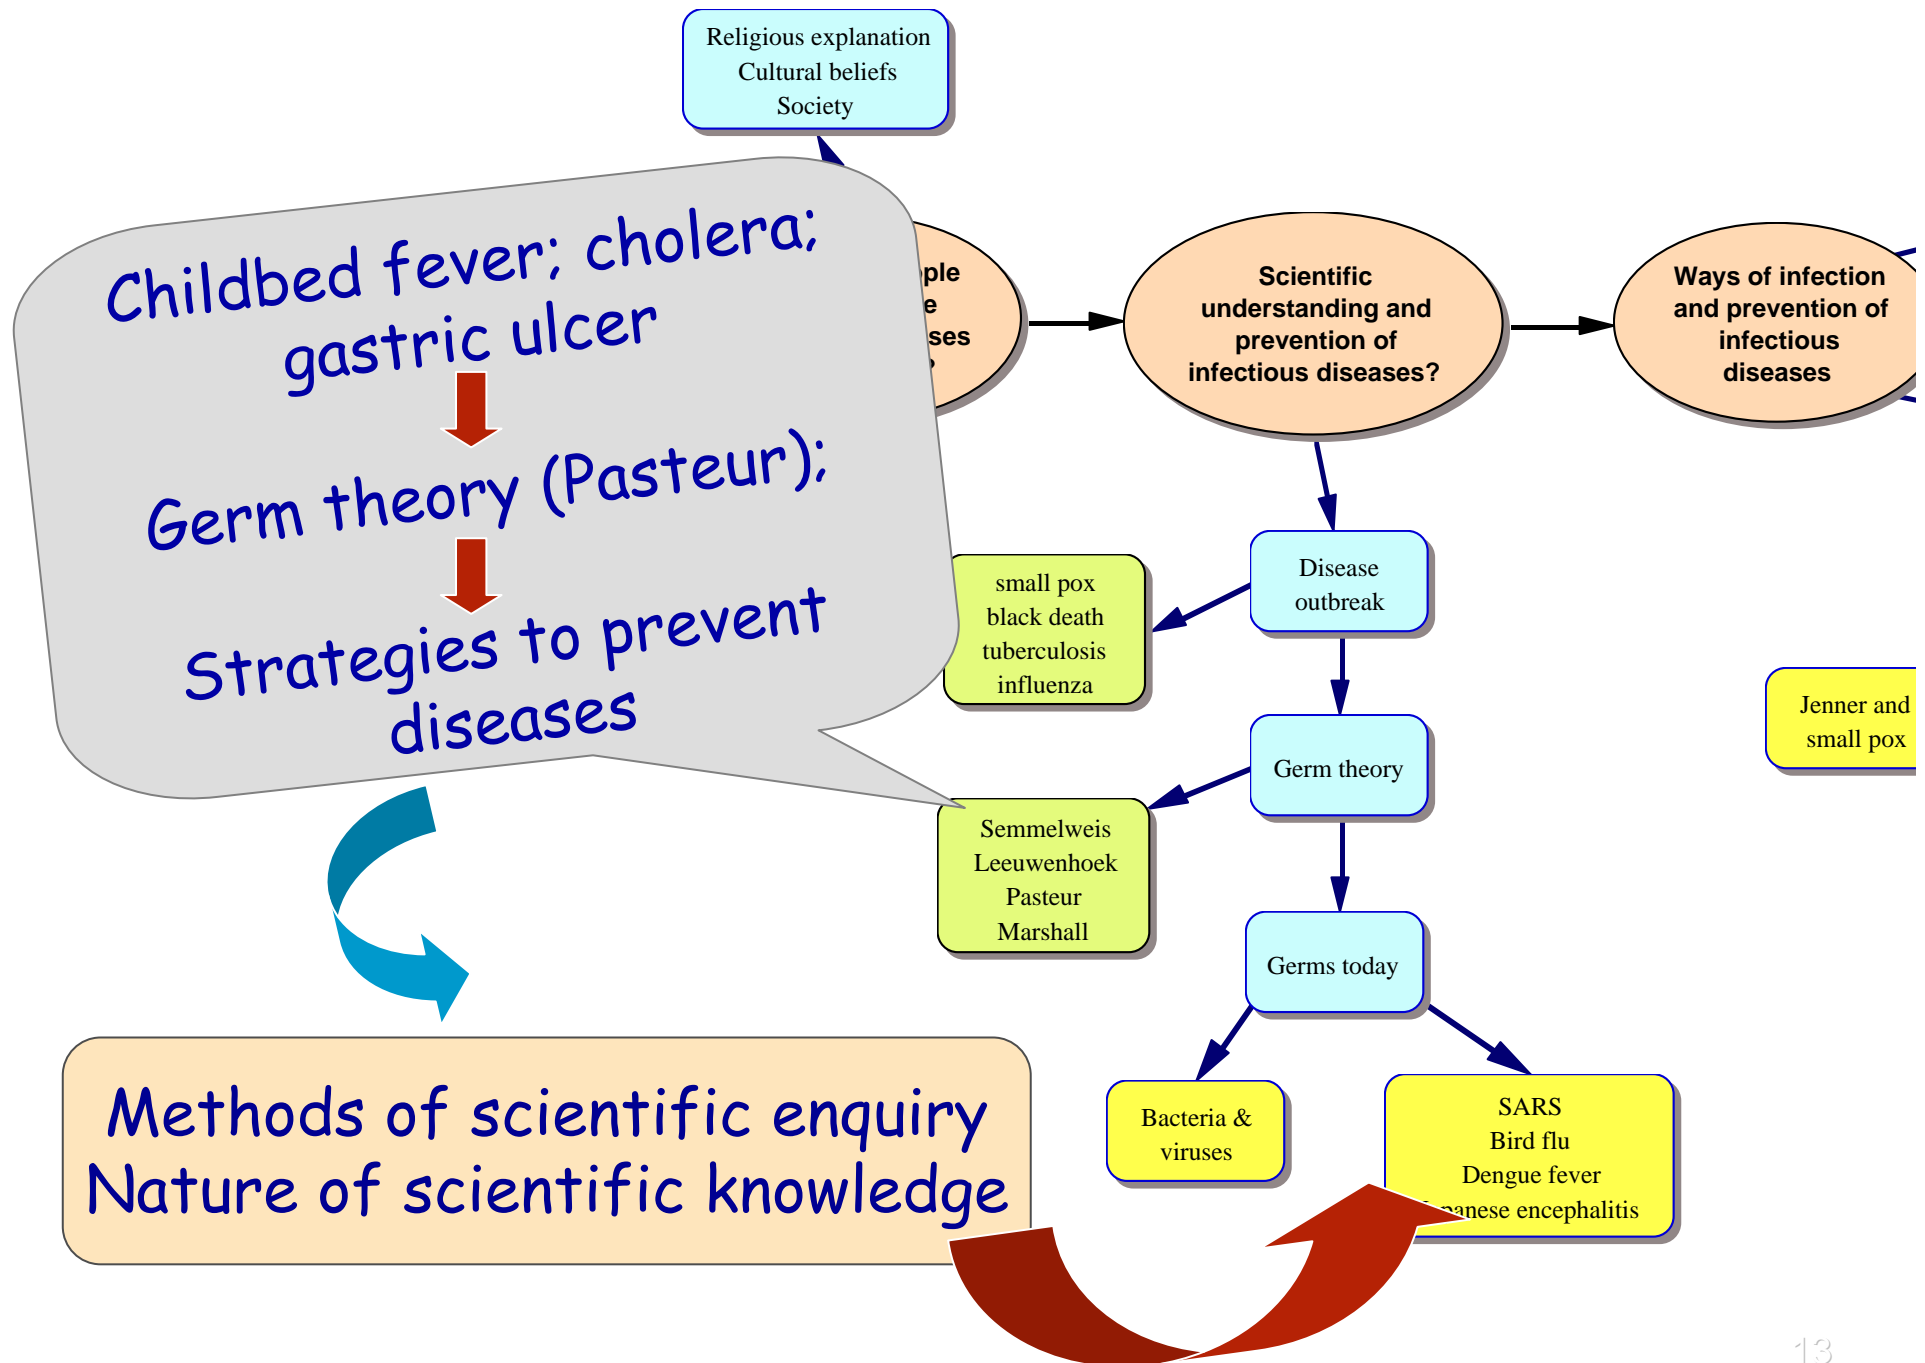 Religious explanation
Cultural beliefs
Society
Childbed fever; cholera;
gastric ulcer
Germ theory (Pasteur);
Strategies to prevent
diseases
Scientific
understanding and
prevention of
infectious diseases?
Ways of infection
and prevention of
infectious
diseases
Disease
outbreak
small pox
black death
tuberculosis
influenza
Germ theory
Jenner and
small pox
Semmelweis
Leeuwenhoek
Pasteur
Marshall
Germs today
Bacteria &
viruses
SARS
Bird flu
Dengue fever
encephalitis
Methods of scientific enquiry
Nature of scientific knowledge
13